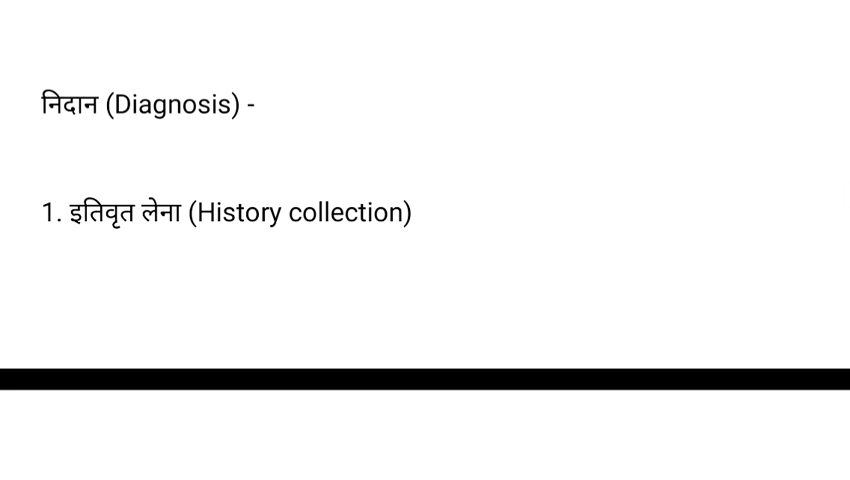 निदान (Diagnosis) -
1. इतिवृत लेना (History collection)